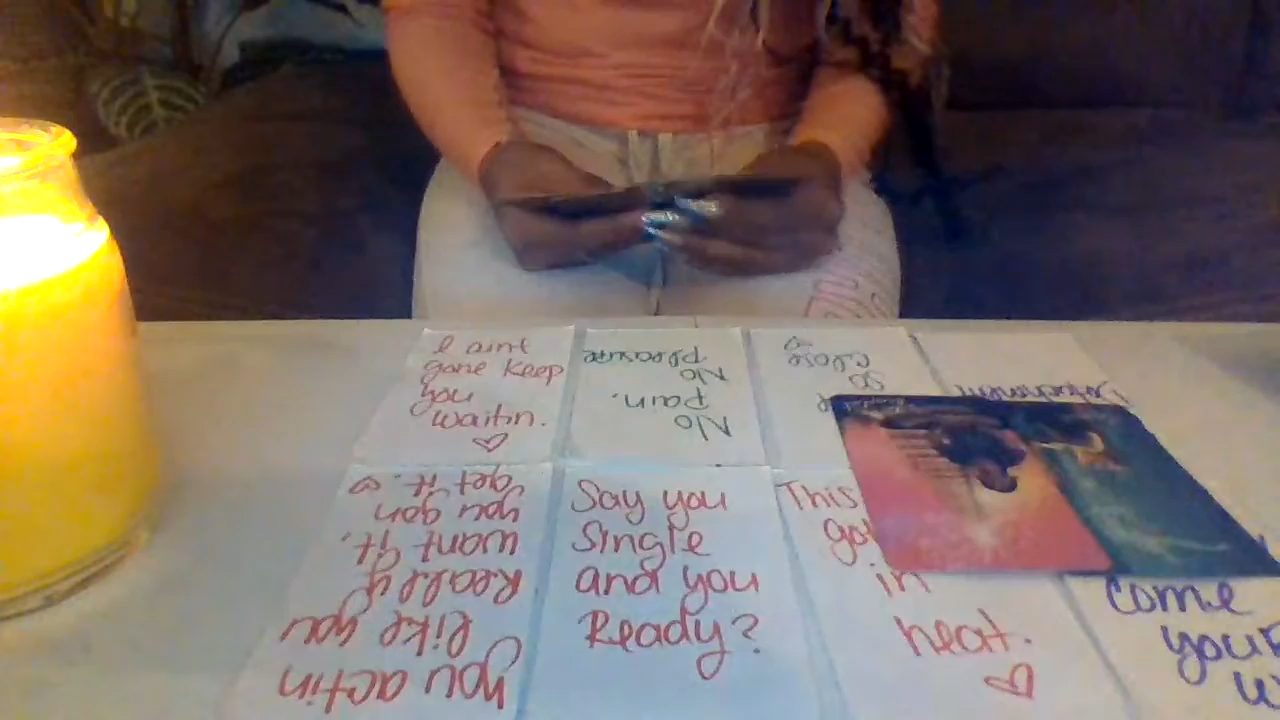 I aint
gone keep
you
waitin.
No
pain.
No
pleasure
so
close
You actin
like you
Really
want it.
you gon
get it.
Say you
Single
and you
Ready?
This
in
heat.
Come